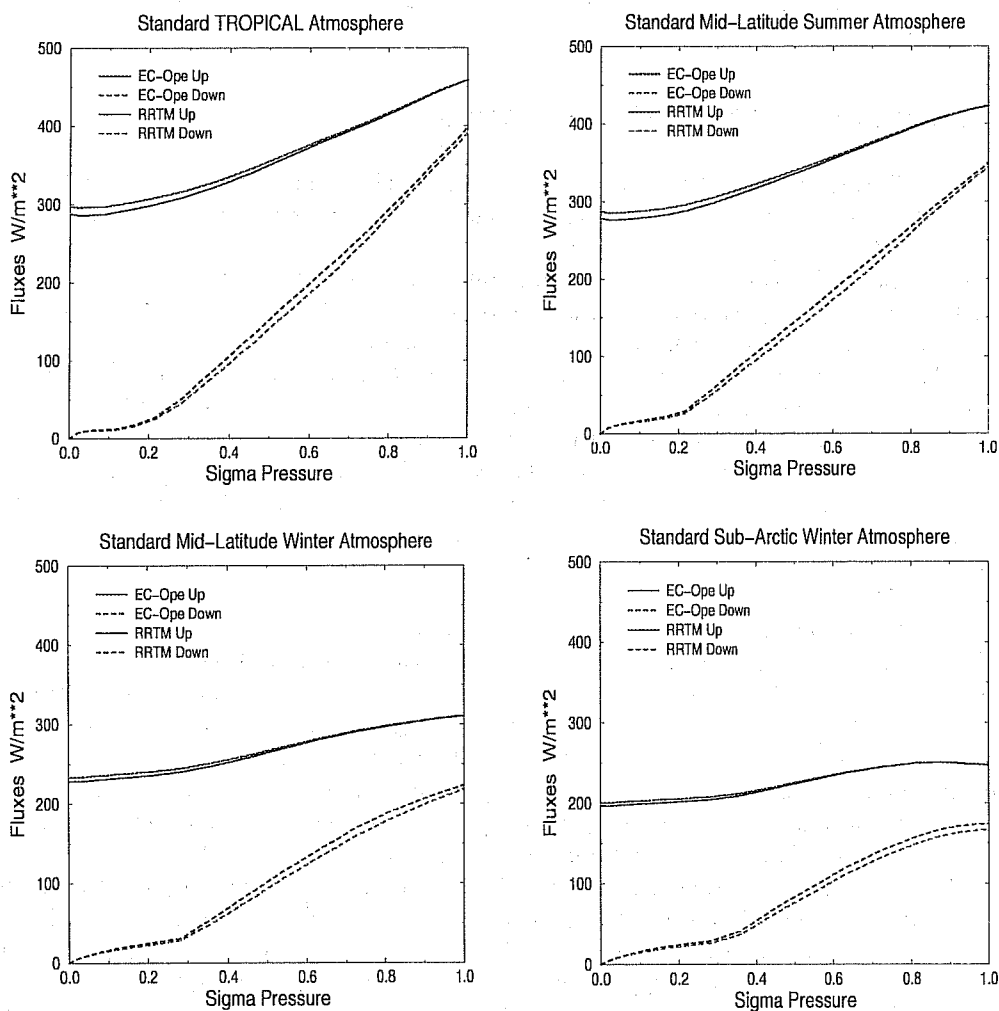 Standard TROPICAL Atmosphere
500
400
300
200
100
0
Fluxes W/m**2
EC-Ope Up
EC-Ope Down
RRTM Up
RRTM Down
0.0 0.2 0.4 0.6 0.8 1.0
Sigma Pressure
Standard Mid-Latitude Summer Atmosphere
500
400
300
200
100
0
Fluxes W/m**2
EC-Ope Up
EC-Ope Down
RRTM Up
RRTM Down
0.0 0.2 0.4 0.6 0.8 1.0
Sigma Pressure
Standard Mid-Latitude Winter Atmosphere
500
400
300
200
100
0
Fluxes W/m**2
EC-Ope Up
EC-Ope Down
RRTM Up
RRTM Down
0.0 0.2 0.4 0.6 0.8 1.0
Sigma Pressure
Standard Sub-Arctic Winter Atmosphere
500
400
300
200
100
0
Fluxes W/m**2
EC-Ope Up
EC-Ope Down
RRTM Up
RRTM Down
0.0 0.2 0.4 0.6 0.8 1.0
Sigma Pressure